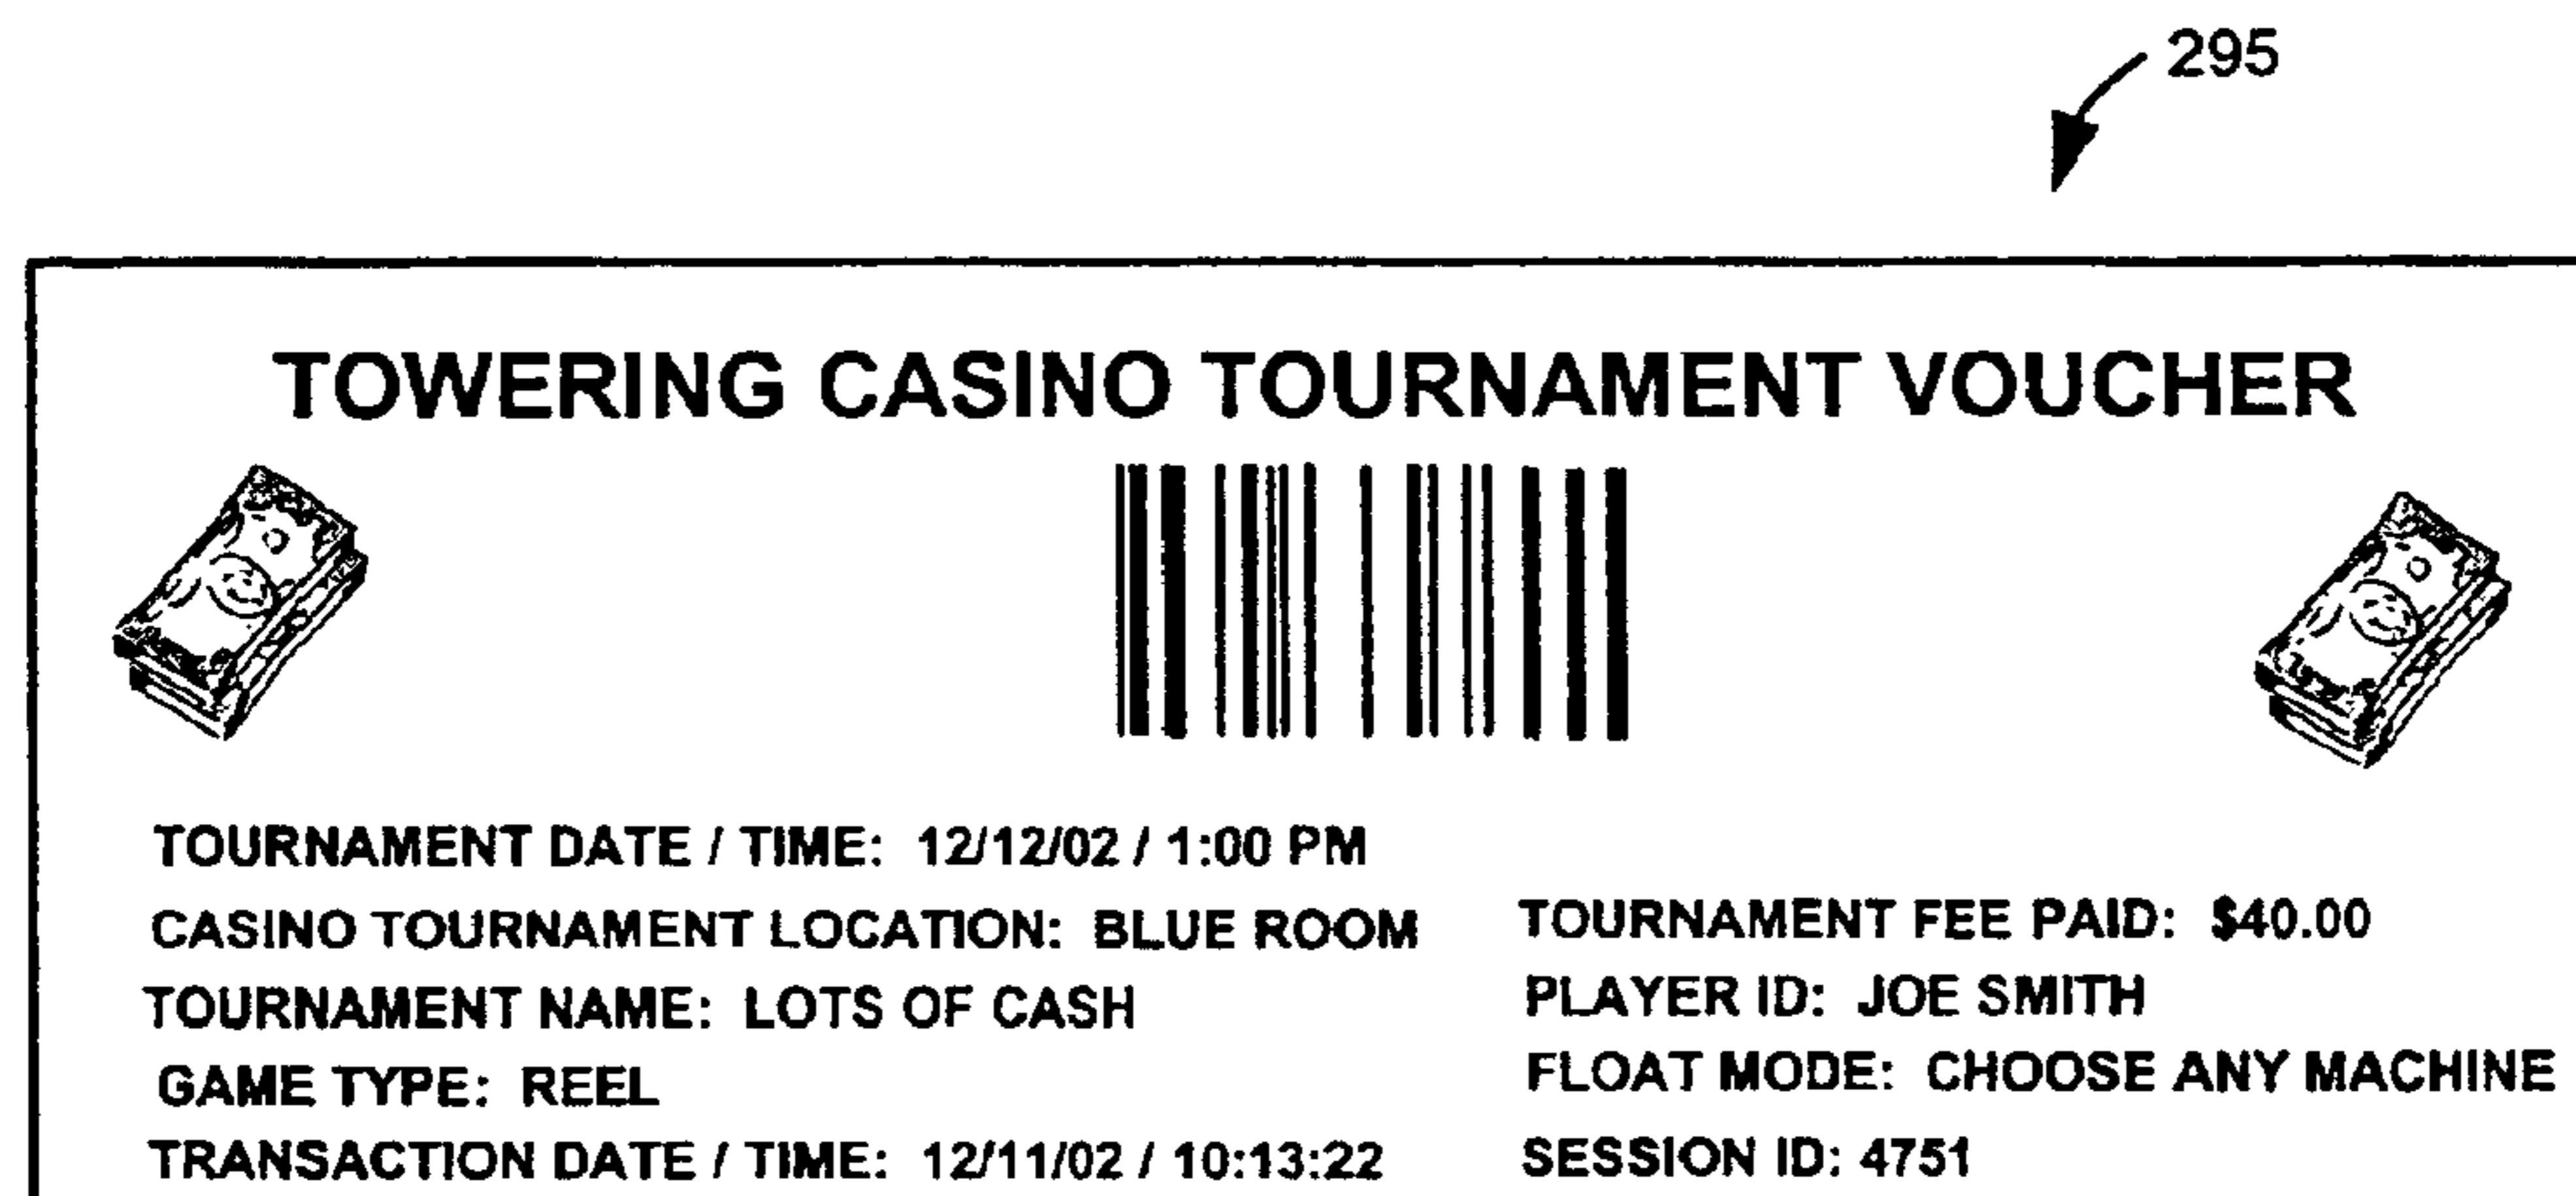 295
TOWERING CASINO TOURNAMENT VOUCHER
TOURNAMENT DATE / TIME: 12/12/02 / 1:00 PM
CASINO TOURNAMENT LOCATION: BLUE ROOM
TOURNAMENT NAME: LOTS OF CASH
GAME TYPE: REEL
TRANSACTION DATE / TIME: 12/11/02 / 10:13:22
TOURNAMENT FEE PAID: $40.00
PLAYER ID: JOE SMITH
FLOAT MODE: CHOOSE ANY MACHINE
SESSION ID: 4751